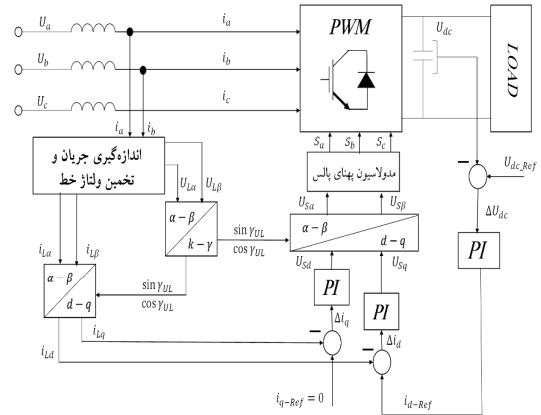 U_a
i_a
PWM
U_dc
LOAD
U_b
i_b
U_c
i_c
i_a
i_b
S_a
S_b
S_c
اندازه‌گیری جریان و
تخمین ولتاژ خط
مدولاسیون پهنای پالس
U_dc_Ref
U_Lα
U_Lβ
U_Sα
U_Sβ
ΔU_dc
α − β
k − γ
sin γ_UL
cos γ_UL
α − β
d − q
PI
i_Lα
i_Lβ
U_Sd
U_Sq
α − β
d − q
sin γ_UL
cos γ_UL
PI
PI
Δi_q
Δi_d
i_Lq
i_Ld
i_q−Ref = 0
i_d−Ref